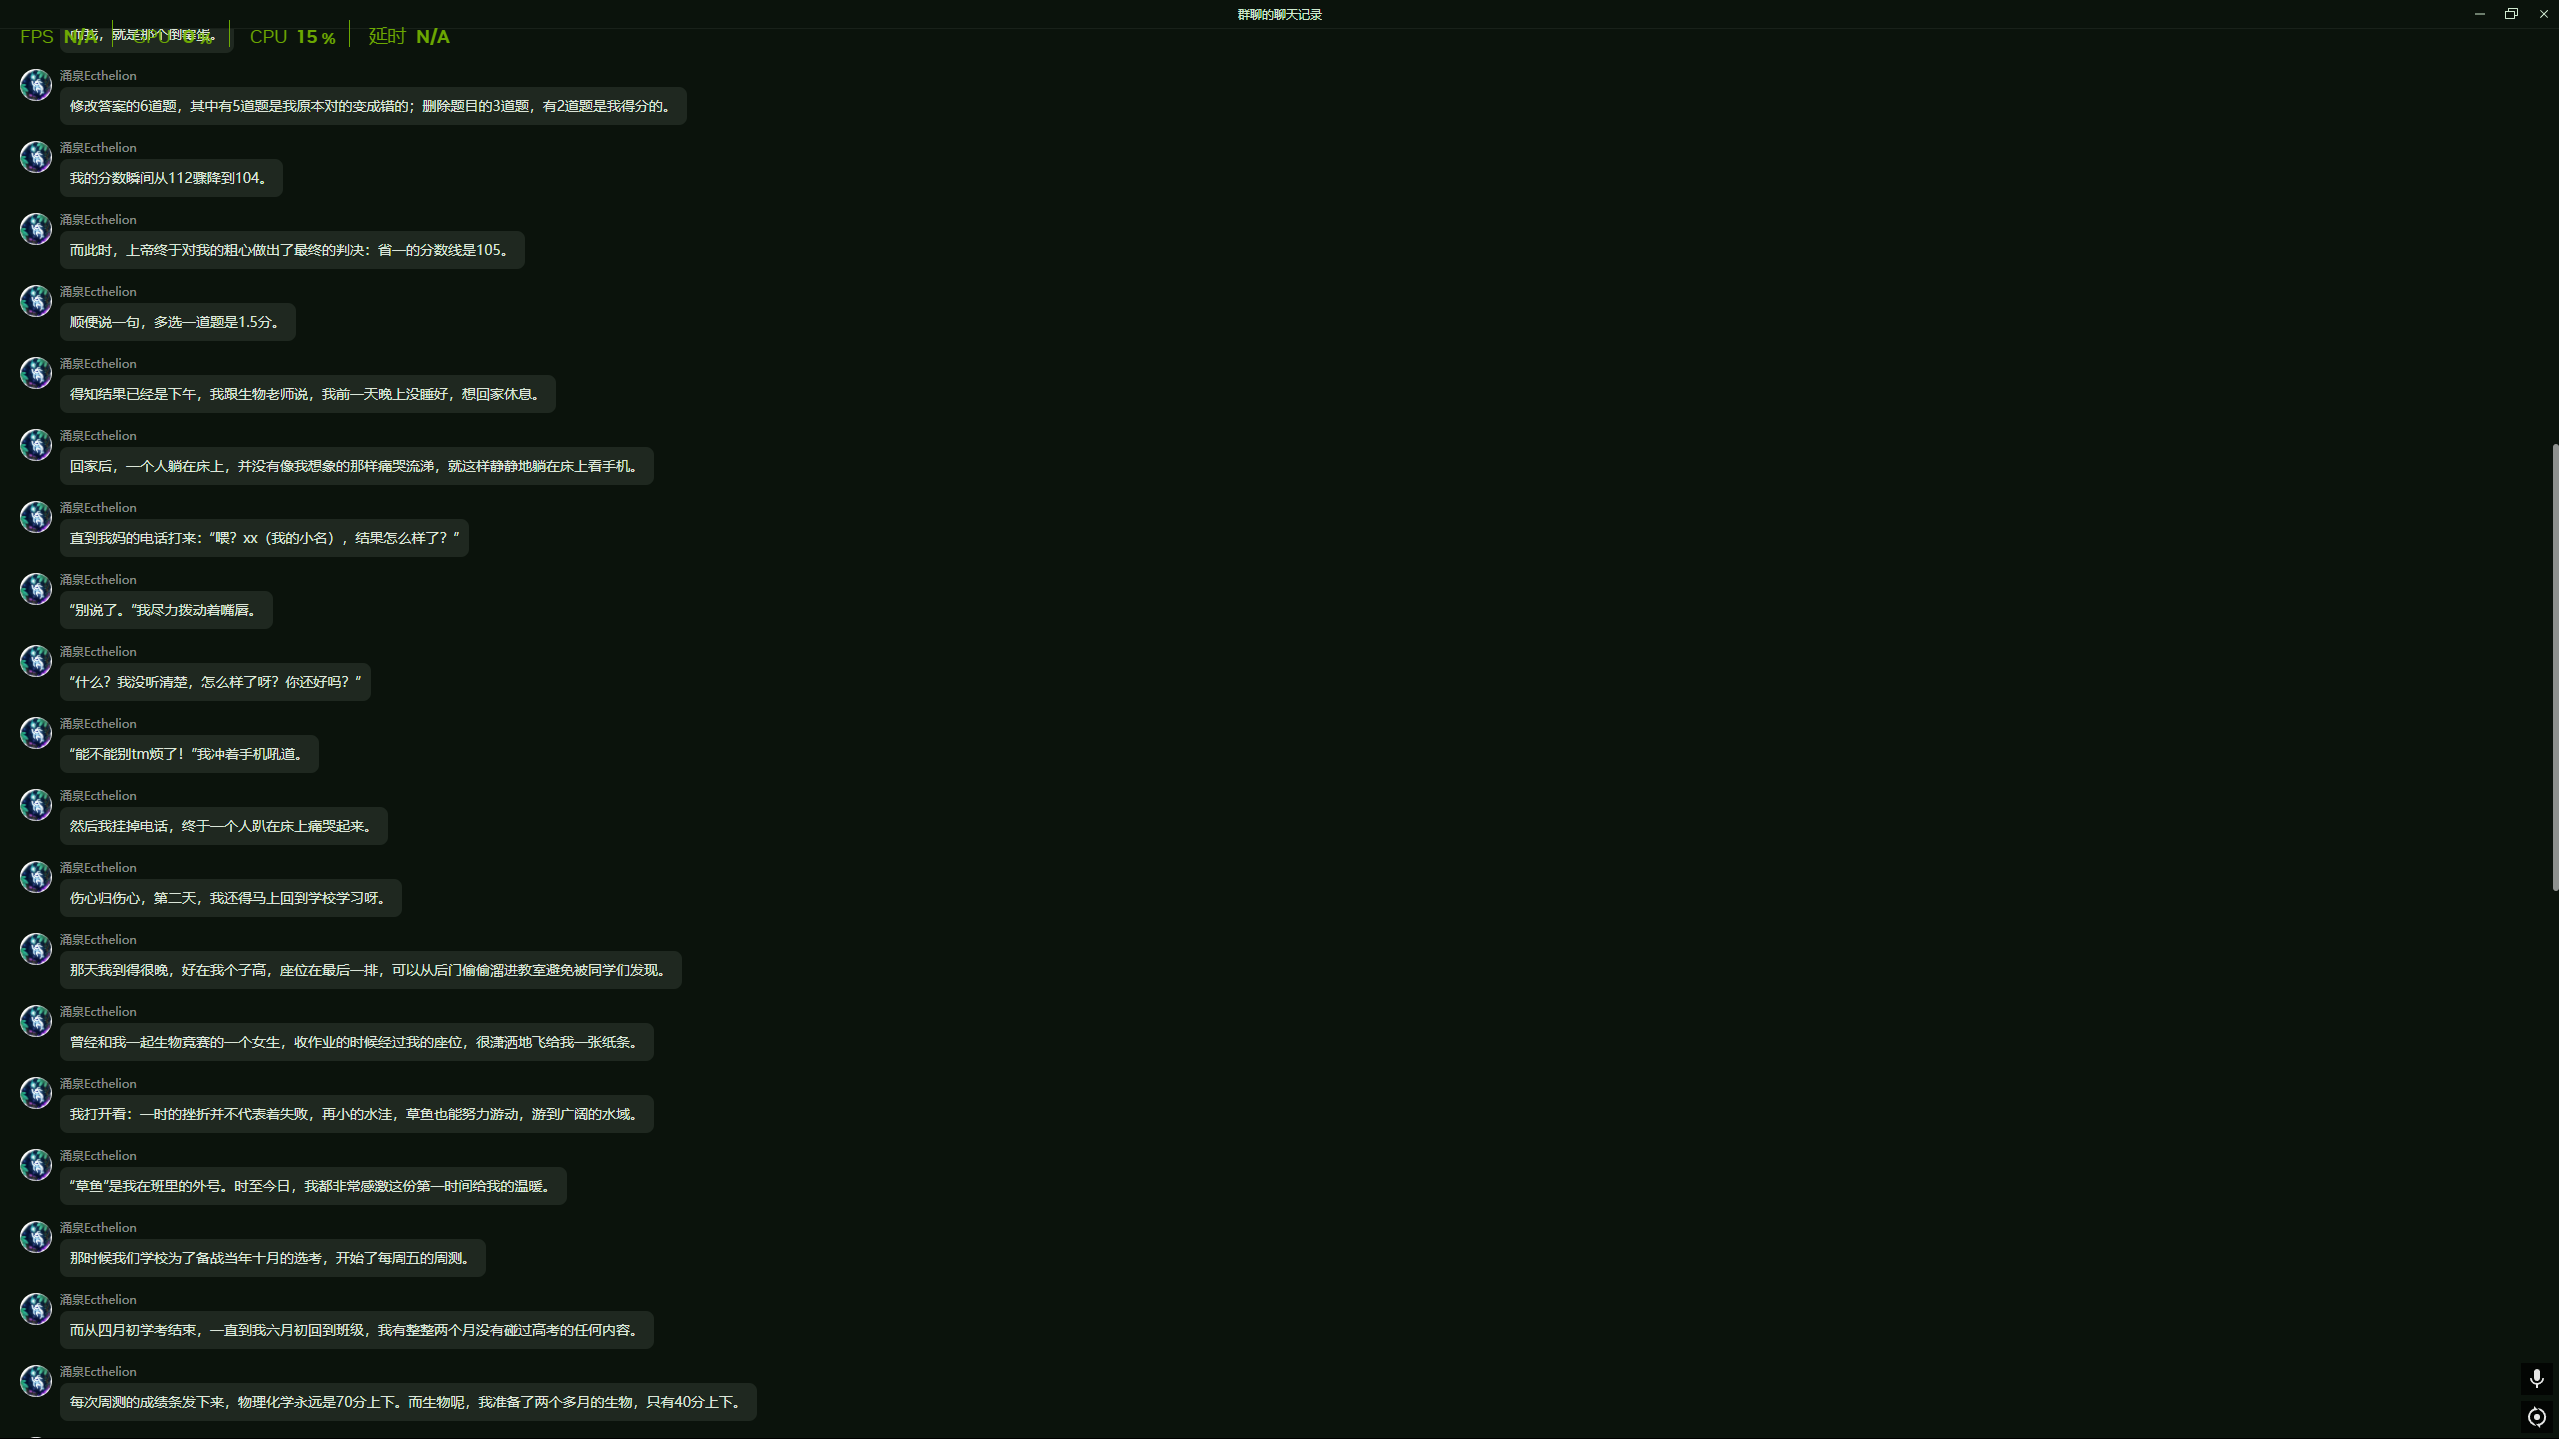 群聊的聊天记录
FPS N/A CPU 15 % 延时 N/A
就是那个倒霉蛋。
涌泉Ecthelion
修改答案的6道题，其中有5道题是我原本对的变成错的；删除题目的3道题，有2道题是我得分的。
涌泉Ecthelion
我的分数瞬间从112骤降到104。
涌泉Ecthelion
而此时，上帝终于对我的粗心做出了最终的判决：省一的分数线是105。
涌泉Ecthelion
顺便说一句，多选一道题是1.5分。
涌泉Ecthelion
得知结果已经是下午，我跟生物老师说，我前一天晚上没睡好，想回家休息。
涌泉Ecthelion
回家后，一个人躺在床上，并没有像我想象的那样痛哭流涕，就这样静静地躺在床上看手机。
涌泉Ecthelion
直到我妈的电话打来：“喂？xx（我的小名），结果怎么样了？”
涌泉Ecthelion
“别说了。”我尽力拨动着嘴唇。
涌泉Ecthelion
“什么？我没听清楚，怎么样了呀？你还好吗？”
涌泉Ecthelion
“能不能别tm烦了！”我冲着手机吼道。
涌泉Ecthelion
然后我挂掉电话，终于一个人趴在床上痛哭起来。
涌泉Ecthelion
伤心归伤心，第二天，我还得马上回到学校学习呀。
涌泉Ecthelion
那天我到得很晚，好在我个子高，座位在最后一排，可以从后门偷偷溜进教室避免被同学们发现。
涌泉Ecthelion
曾经和我一起生物竞赛的一个女生，收作业的时候经过我的座位，很潇洒地飞给我一张纸条。
涌泉Ecthelion
我打开看：一时的挫折并不代表着失败，再小的水洼，草鱼也能努力游动，游到广阔的水域。
涌泉Ecthelion
“草鱼”是我在班里的外号。时至今日，我都非常感激这份第一时间给我的温暖。
涌泉Ecthelion
那时候我们学校为了备战当年十月的选考，开始了每周五的周测。
涌泉Ecthelion
而从四月初学考结束，一直到我六月初回到班级，我有整整两个月没有碰过高考的任何内容。
涌泉Ecthelion
每次周测的成绩条发下来，物理化学永远是70分上下。而生物呢，我准备了两个多月的生物，只有40分上下。